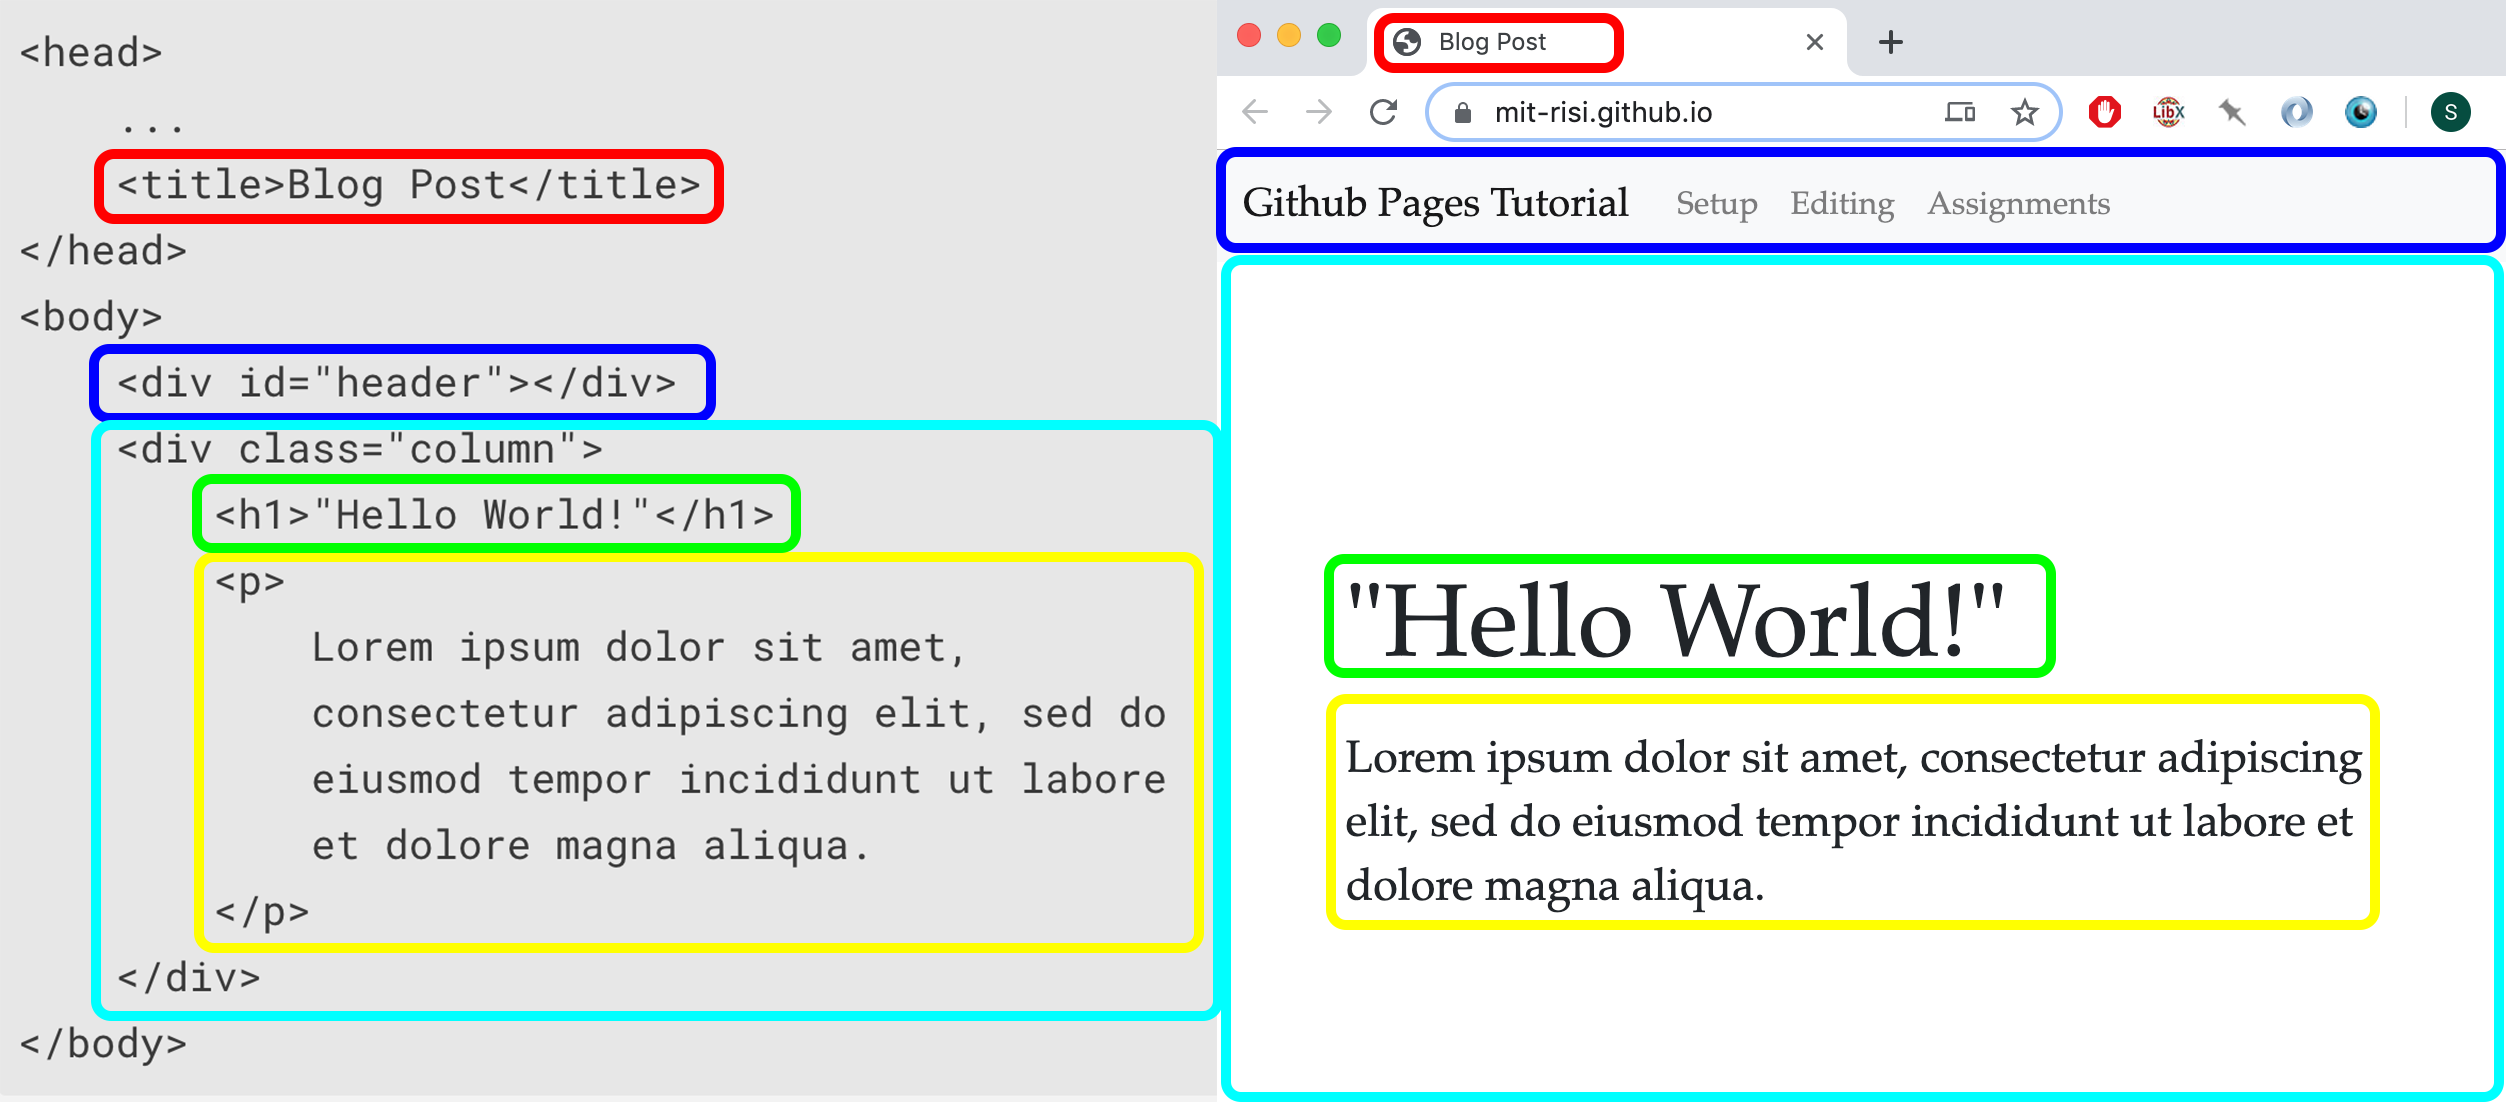 <head>
...
<title>Blog Post</title>
</head>
<body>
<div id="header"></div>
<div class="column">
<h1>"Hello World!"</h1>
<p>
Lorem ipsum dolor sit amet,
consectetur adipiscing elit, sed do
eiusmod tempor incididunt ut labore
et dolore magna aliqua.
</p>
</div>
</body>
Blog Post
mit-risi.github.io
LibX
S
Github Pages Tutorial Setup Editing Assignments
"Hello World!"
Lorem ipsum dolor sit amet, consectetur adipiscing
elit, sed do eiusmod tempor incididunt ut labore et
dolore magna aliqua.